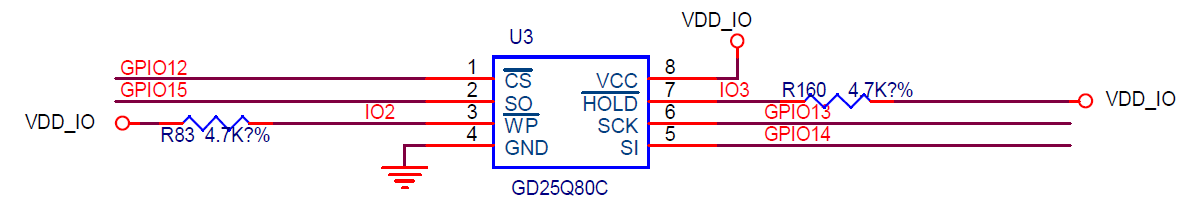 VDD_IO
U3
GPIO12 1 CS VCC 8
GPIO15 2 SO HOLD 7 IO3 R160 4.7K?% VDD_IO
VDD_IO R83 4.7K?% IO2 3 WP SCK 6 GPIO13
4 GND SI 5 GPIO14
GD25Q80C